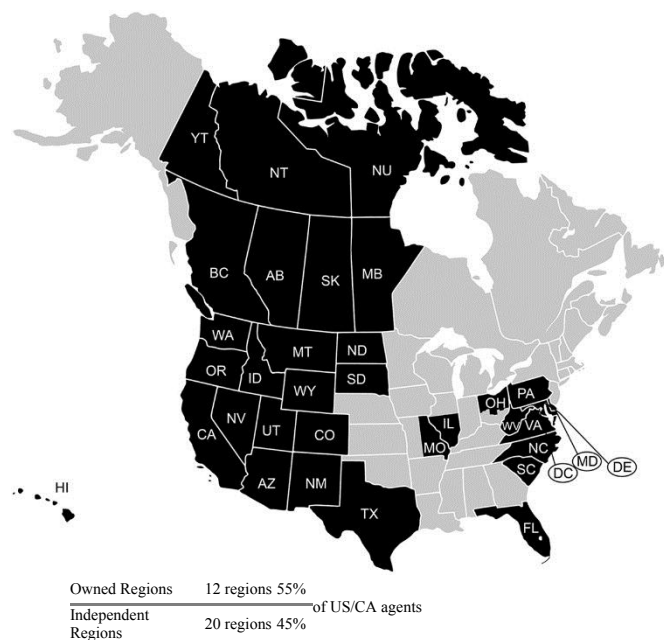 YT
NT
NU
BC
AB
SK
MB
WA
MT
ND
OR
ID
SD
WY
PA
OH
NV
IL
CA
UT
CO
WV
VA
MO
NC
MD
DE
DC
SC
AZ
NM
HI
TX
FL
Owned Regions 12 regions 55%
of US/CA agents
Independent
Regions 20 regions 45%